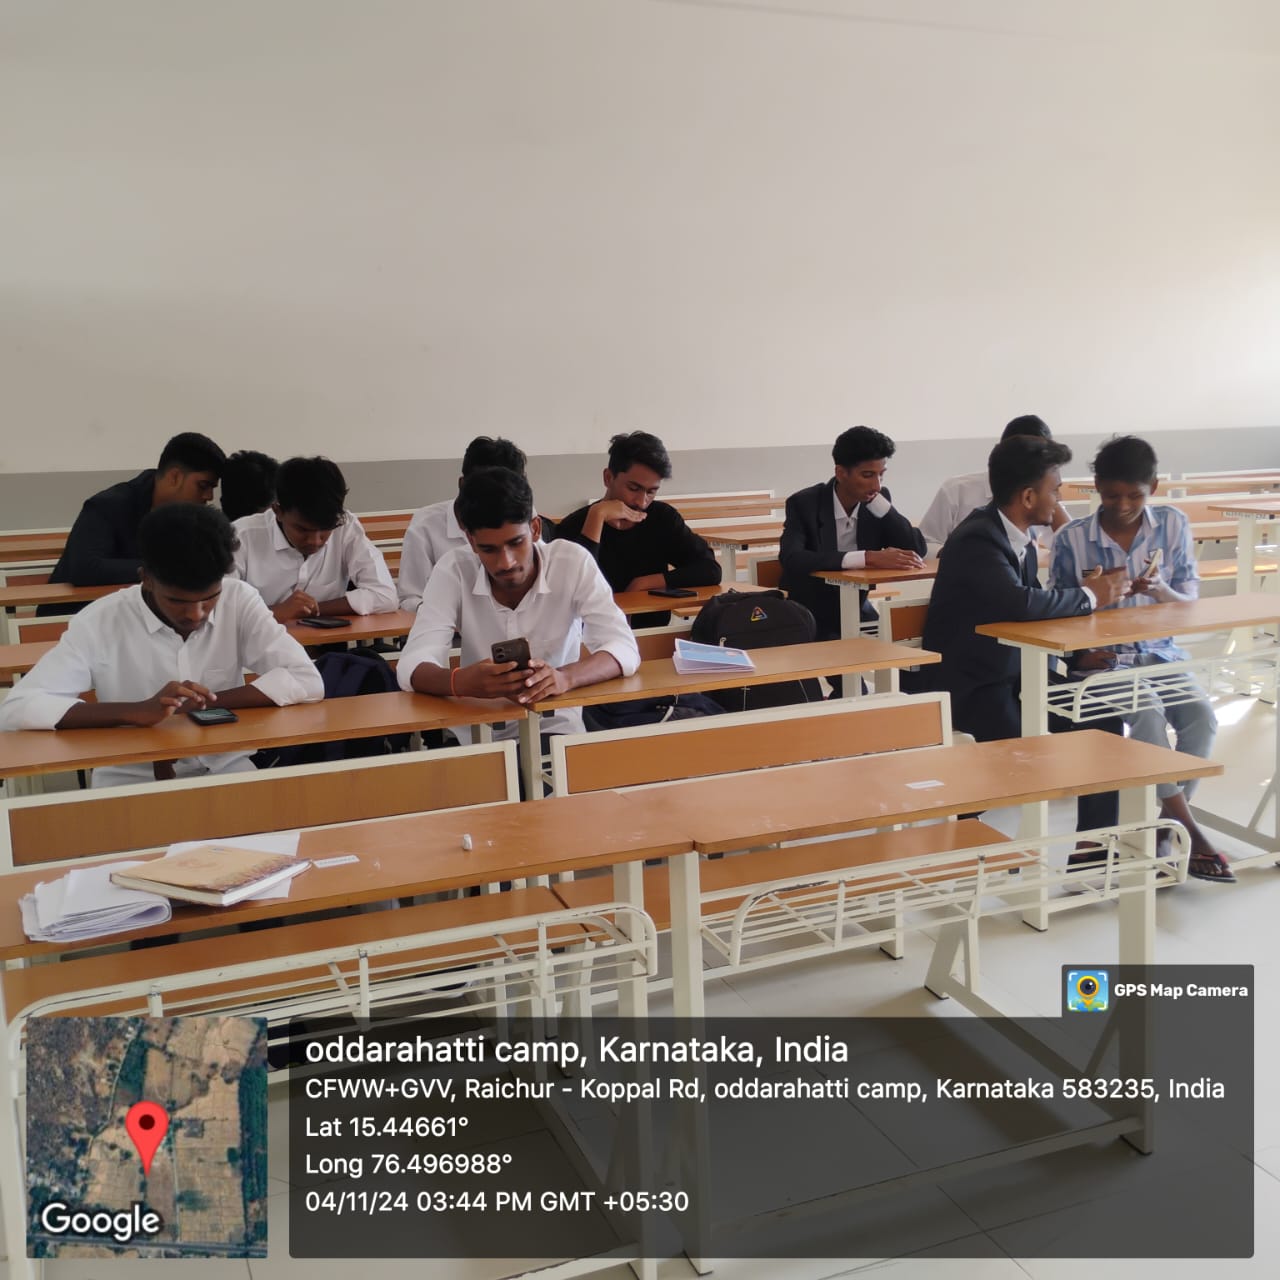 GPS Map Camera
oddarahatti camp, Karnataka, India
CFWW+GVV, Raichur - Koppal Rd, oddarahatti camp, Karnataka 583235, India
Lat 15.44661°
Long 76.496988°
04/11/24 03:44 PM GMT +05:30
Google